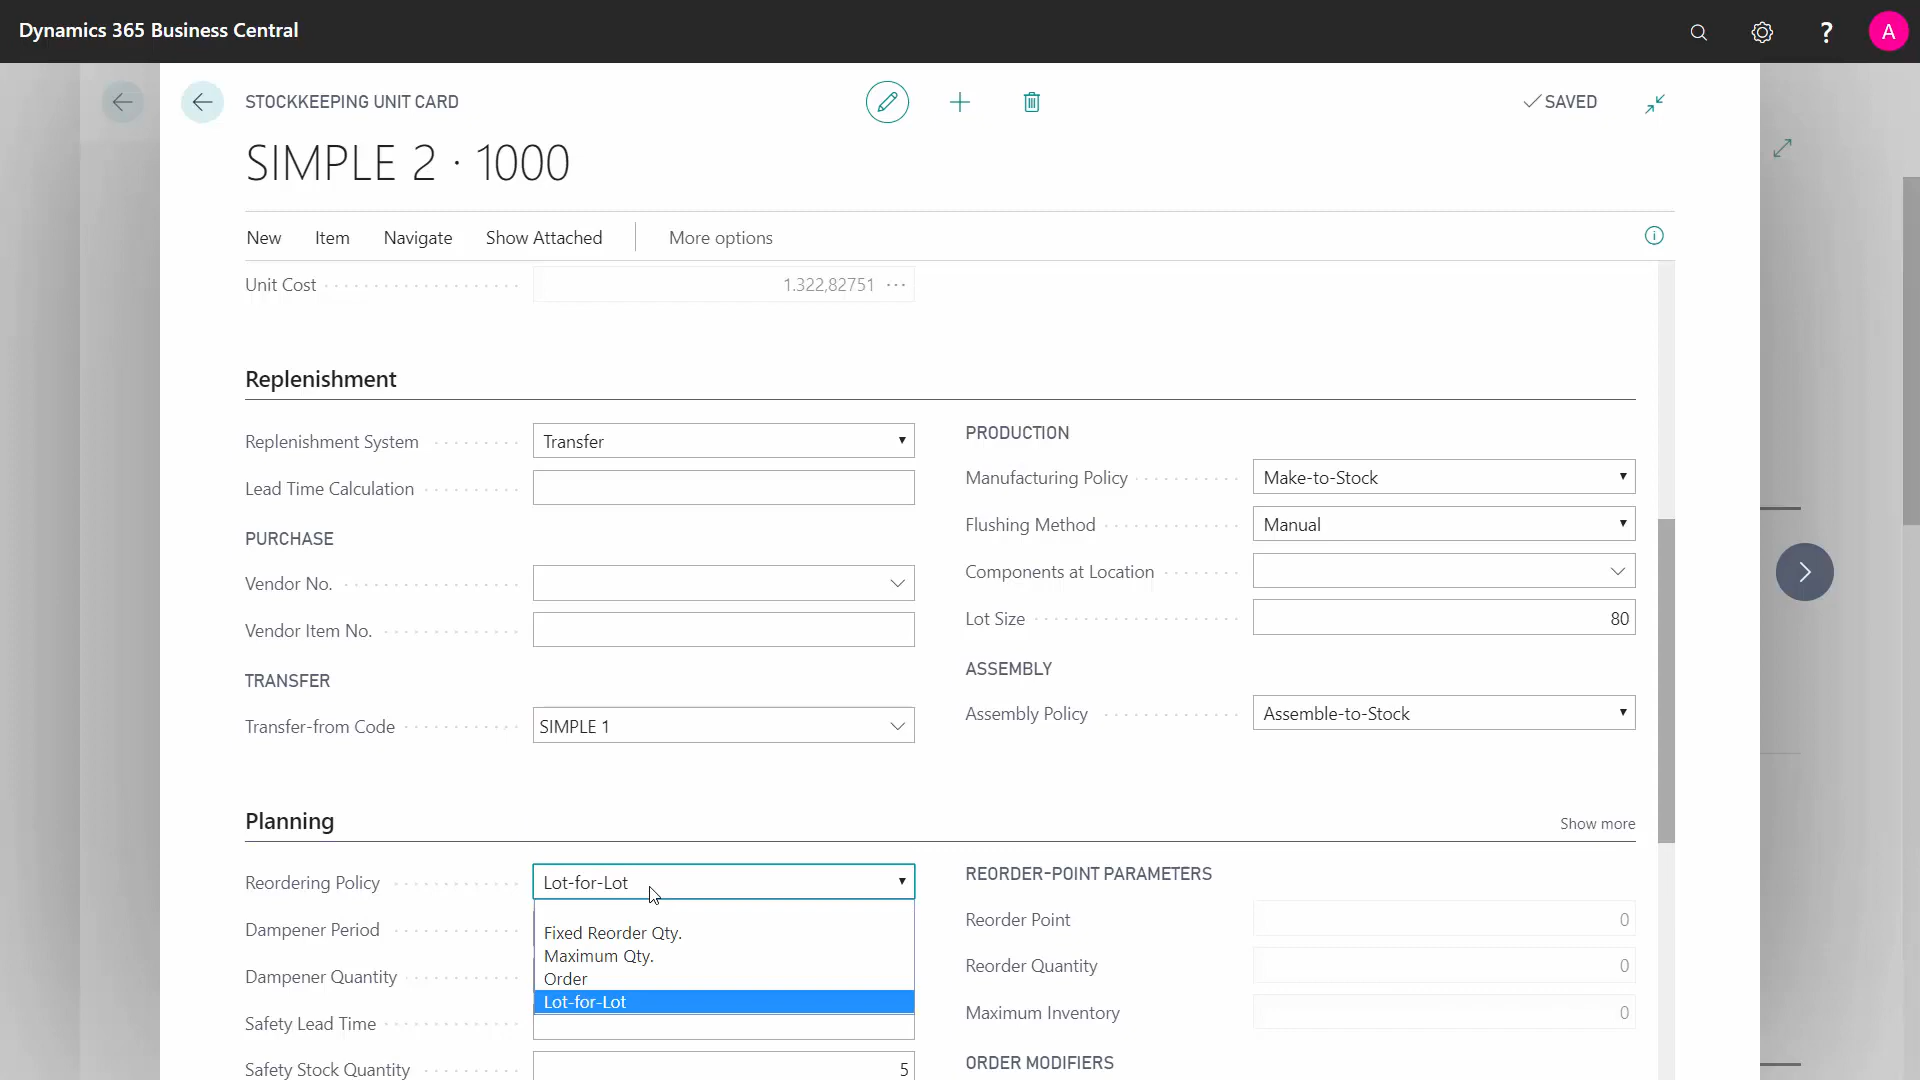 Dynamics 365 Business Central
?
A
STOCKKEEPING UNIT CARD
SAVED
SIMPLE 2 · 1000
New
Item
Navigate
Show Attached
More options
Unit Cost
1.322,82751
Replenishment
Replenishment System
Transfer
Lead Time Calculation
PURCHASE
Vendor No.
Vendor Item No.
TRANSFER
Transfer-from Code
SIMPLE 1
PRODUCTION
Manufacturing Policy
Make-to-Stock
Flushing Method
Manual
Components at Location
Lot Size
80
ASSEMBLY
Assembly Policy
Assemble-to-Stock
Planning
Show more
Reordering Policy
Lot-for-Lot
Fixed Reorder Qty.
Maximum Qty.
Order
Lot-for-Lot
Dampener Period
Dampener Quantity
Safety Lead Time
Safety Stock Quantity
5
REORDER-POINT PARAMETERS
Reorder Point
0
Reorder Quantity
0
Maximum Inventory
0
ORDER MODIFIERS